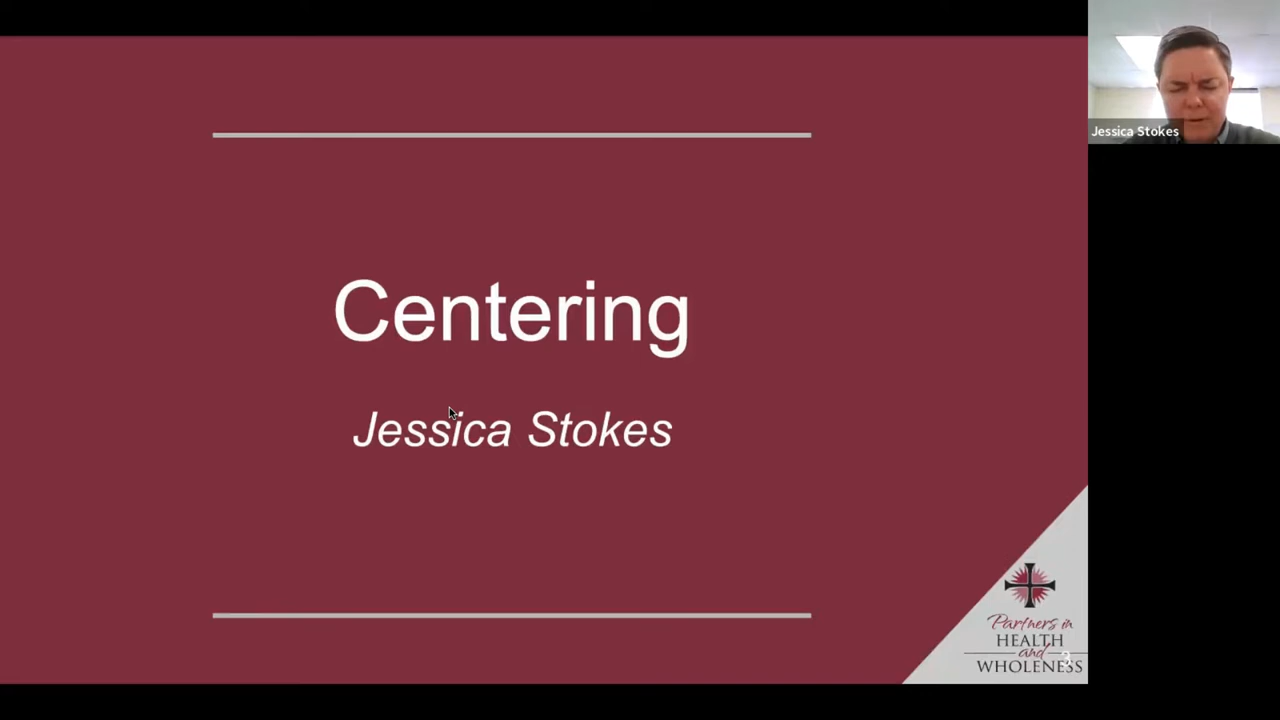 Jessica Stokes
Centering
Jessica Stokes
Partners in
HEALTH
and
WHOLENESS